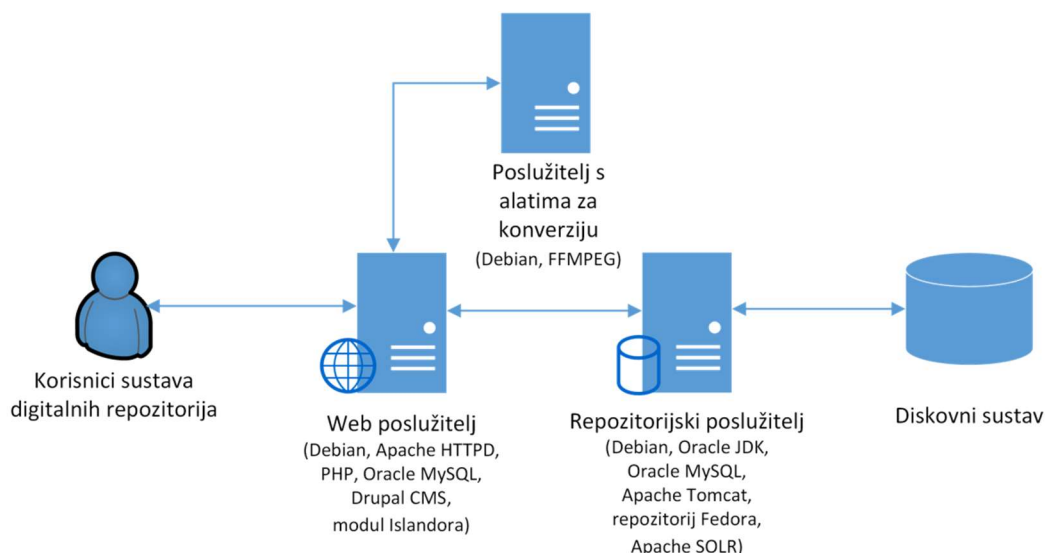 Poslužitelj s
alatima za
konverziju
(Debian, FFMPEG)
Korisnici sustava
digitalnih repozitorija
Web poslužitelj
(Debian, Apache HTTPD,
PHP, Oracle MySQL,
Drupal CMS,
modul Islandora)
Repozitorijski poslužitelj
(Debian, Oracle JDK,
Oracle MySQL,
Apache Tomcat,
repozitorij Fedora,
Apache SOLR)
Diskovni sustav